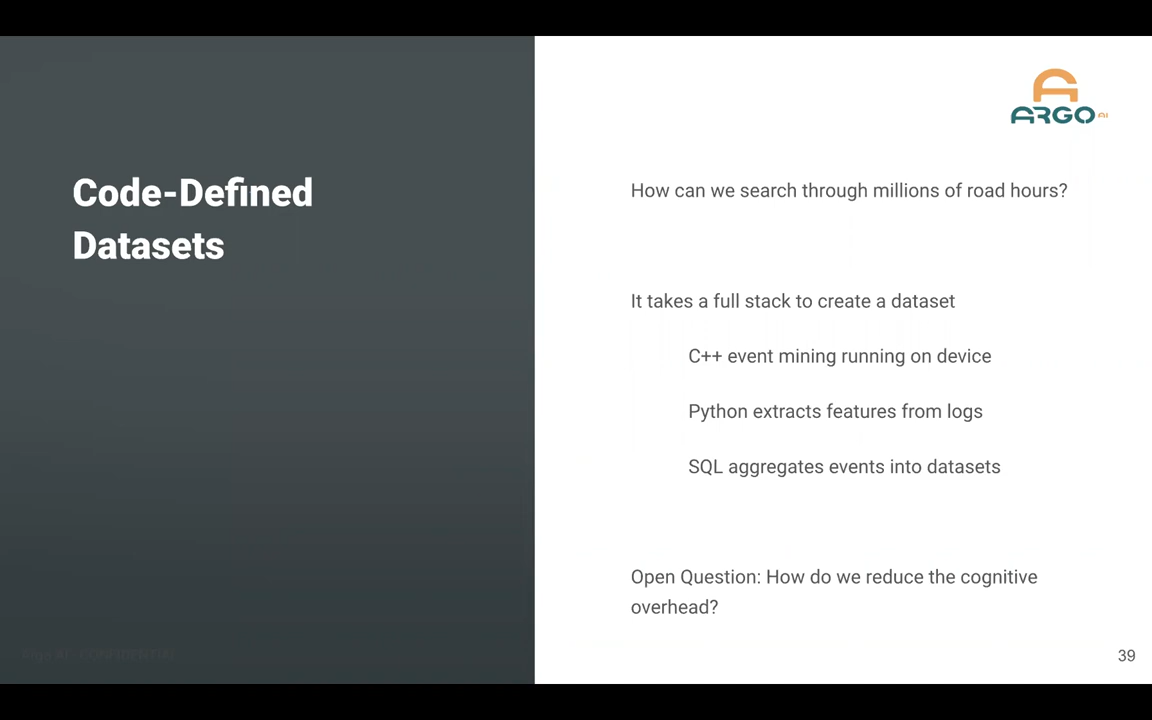 Code-Defined
Datasets
ARGO AI
How can we search through millions of road hours?
It takes a full stack to create a dataset
C++ event mining running on device
Python extracts features from logs
SQL aggregates events into datasets
Open Question: How do we reduce the cognitive
overhead?
39